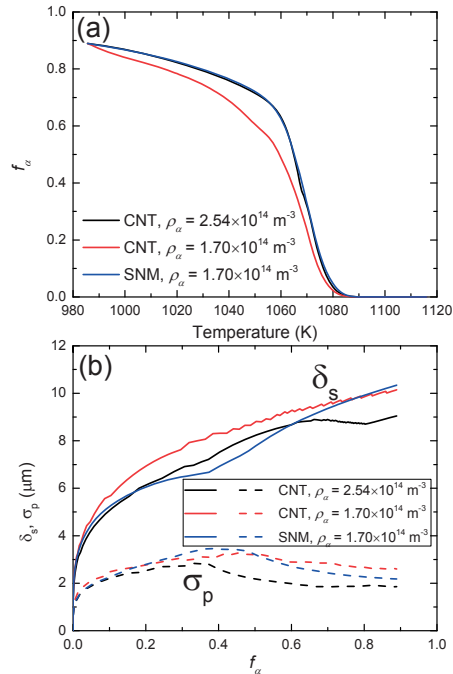 (a)
1.0
0.8
0.6
0.4
0.2
0.0
f_α
CNT, ρ_α = 2.54×10^14 m^-3
CNT, ρ_α = 1.70×10^14 m^-3
SNM, ρ_α = 1.70×10^14 m^-3
980 1000 1020 1040 1060 1080 1100 1120
Temperature (K)
(b)
12
10
8
6
4
2
0
δ_s, σ_p (μm)
δ_s
CNT, ρ_α = 2.54×10^14 m^-3
CNT, ρ_α = 1.70×10^14 m^-3
SNM, ρ_α = 1.70×10^14 m^-3
σ_p
0.0 0.2 0.4 0.6 0.8 1.0
f_α